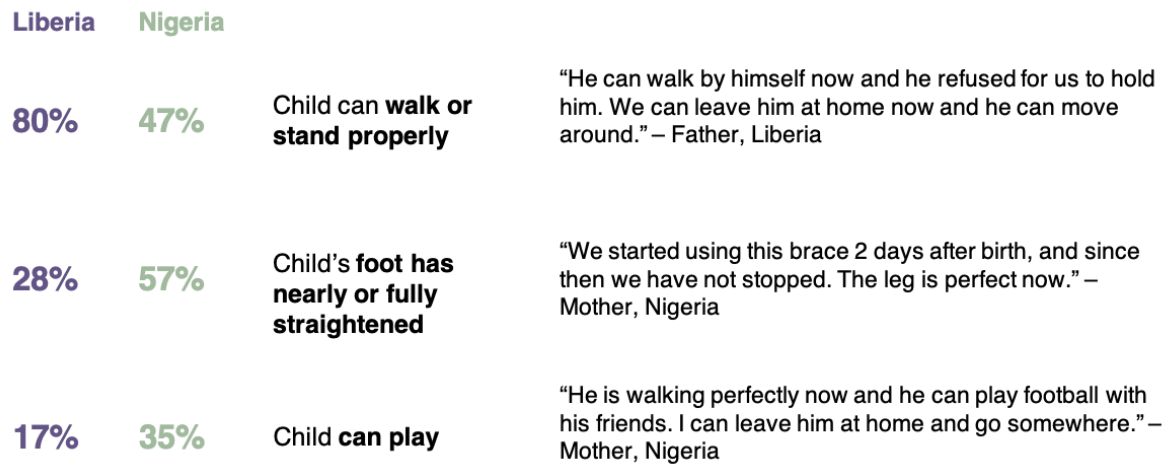 Liberia Nigeria
80% 47%
Child can walk or
stand properly
“He can walk by himself now and he refused for us to hold
him. We can leave him at home now and he can move
around.” – Father, Liberia
28% 57%
Child’s foot has
nearly or fully
straightened
“We started using this brace 2 days after birth, and since
then we have not stopped. The leg is perfect now.” –
Mother, Nigeria
17% 35%
Child can play
“He is walking perfectly now and he can play football with
his friends. I can leave him at home and go somewhere.” –
Mother, Nigeria